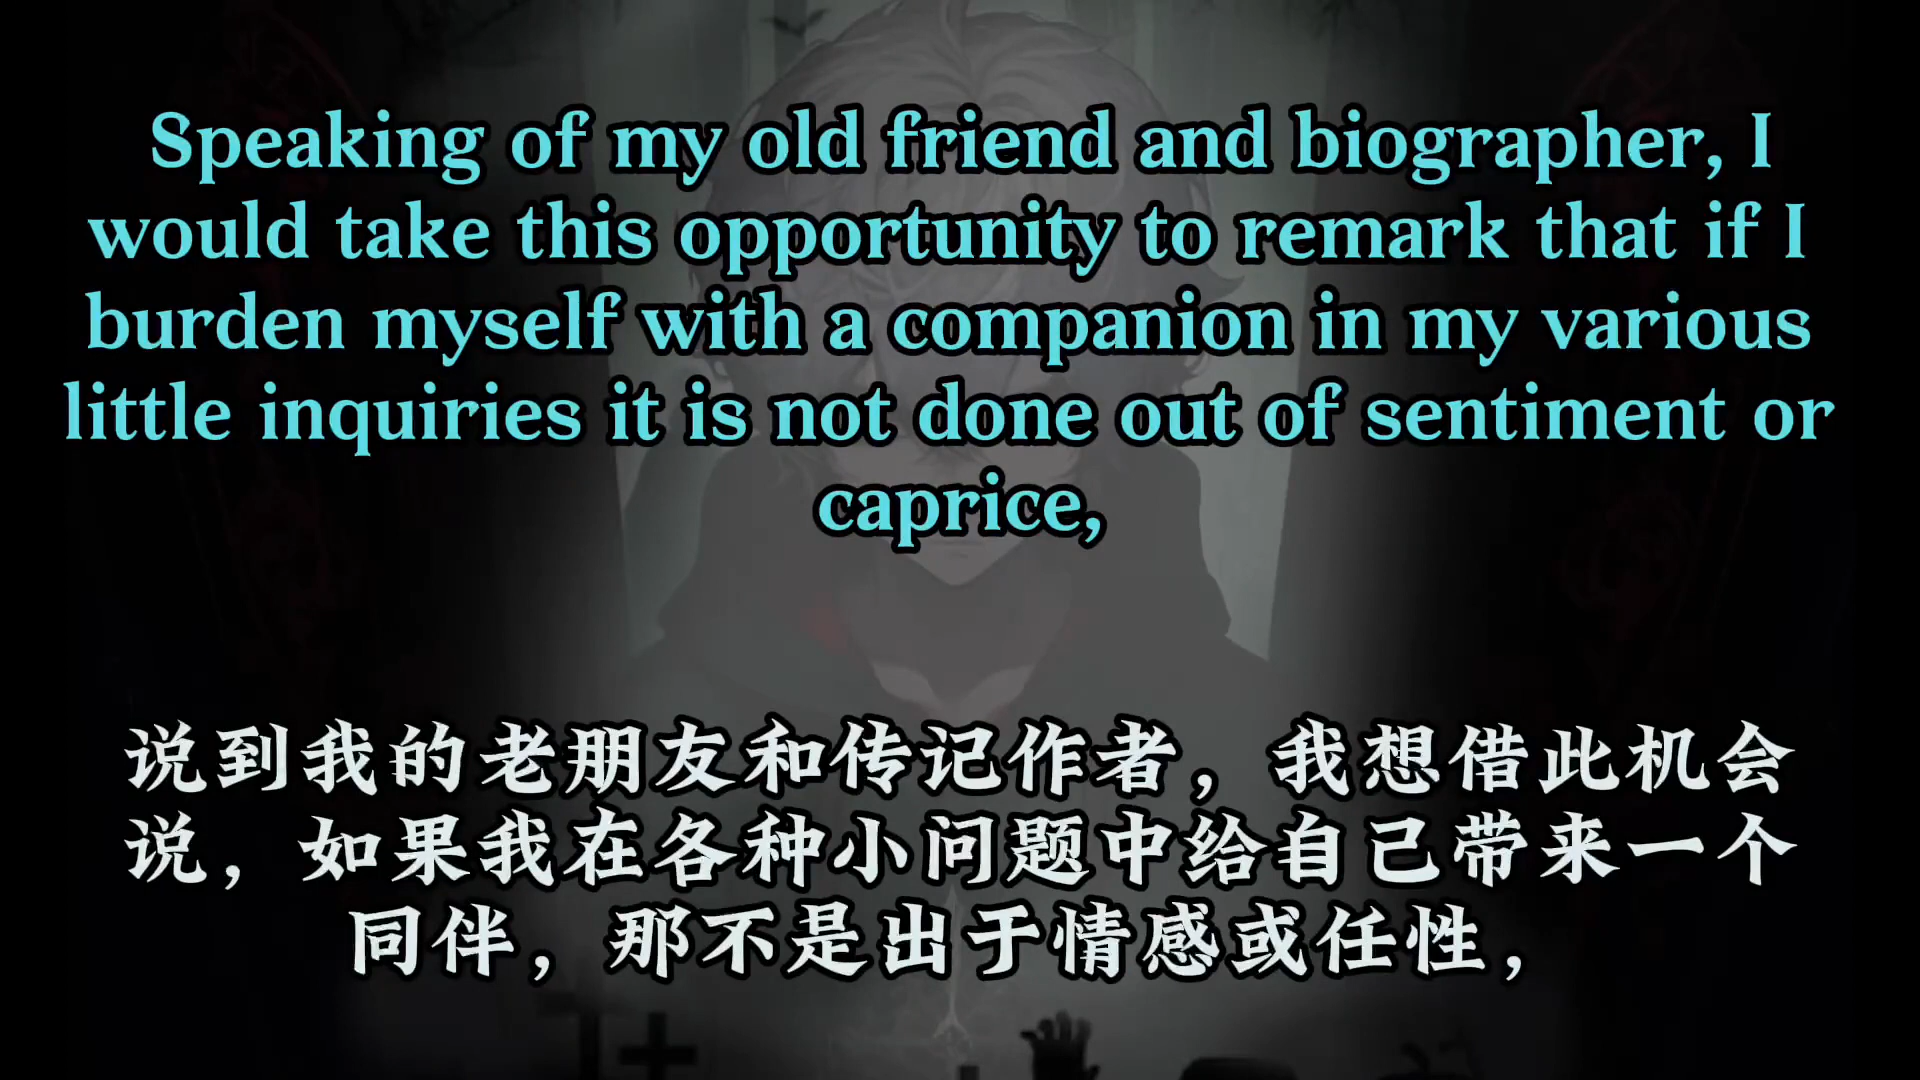 Speaking of my old friend and biographer, I
would take this opportunity to remark that if I
burden myself with a companion in my various
little inquiries it is not done out of sentiment or
caprice,
说到我的老朋友和传记作者，我想借此机会
说，如果我在各种小问题中给自己带来一个
同伴，那不是出于情感或任性，